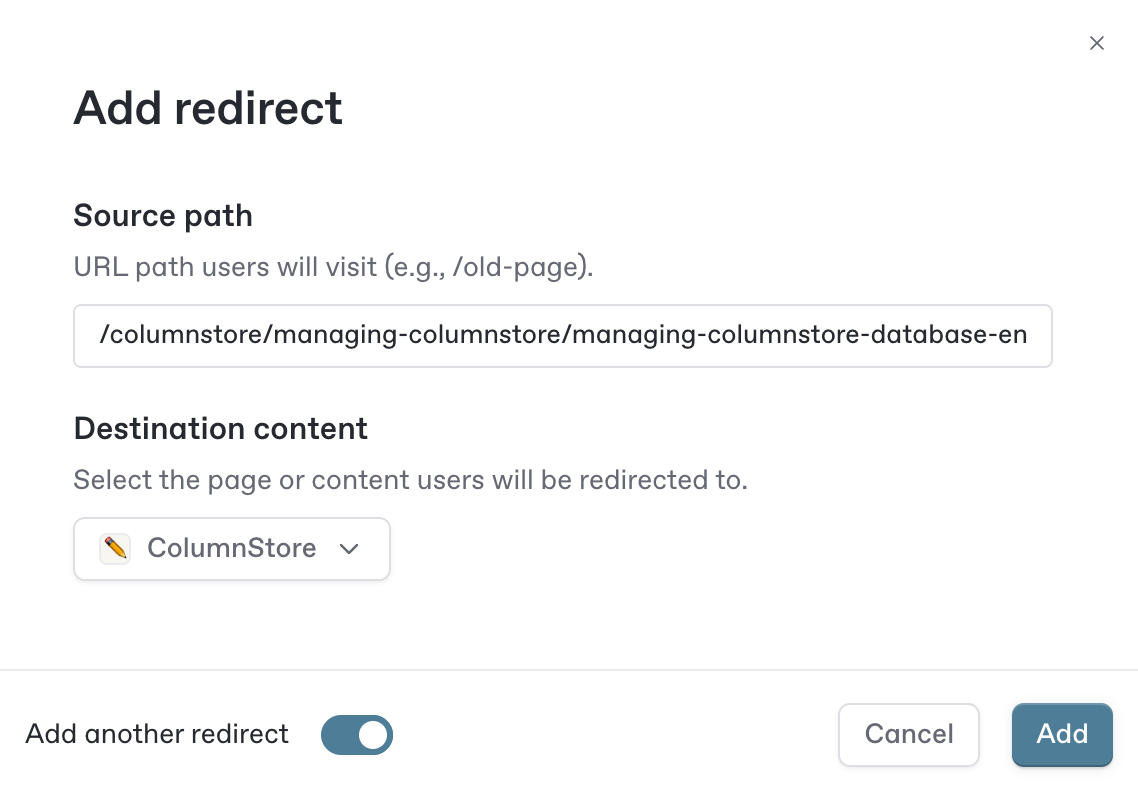 Add redirect
Source path
URL path users will visit (e.g., /old-page).
/columnstore/managing-columnstore/managing-columnstore-database-en
Destination content
Select the page or content users will be redirected to.
ColumnStore
Add another redirect
Cancel
Add